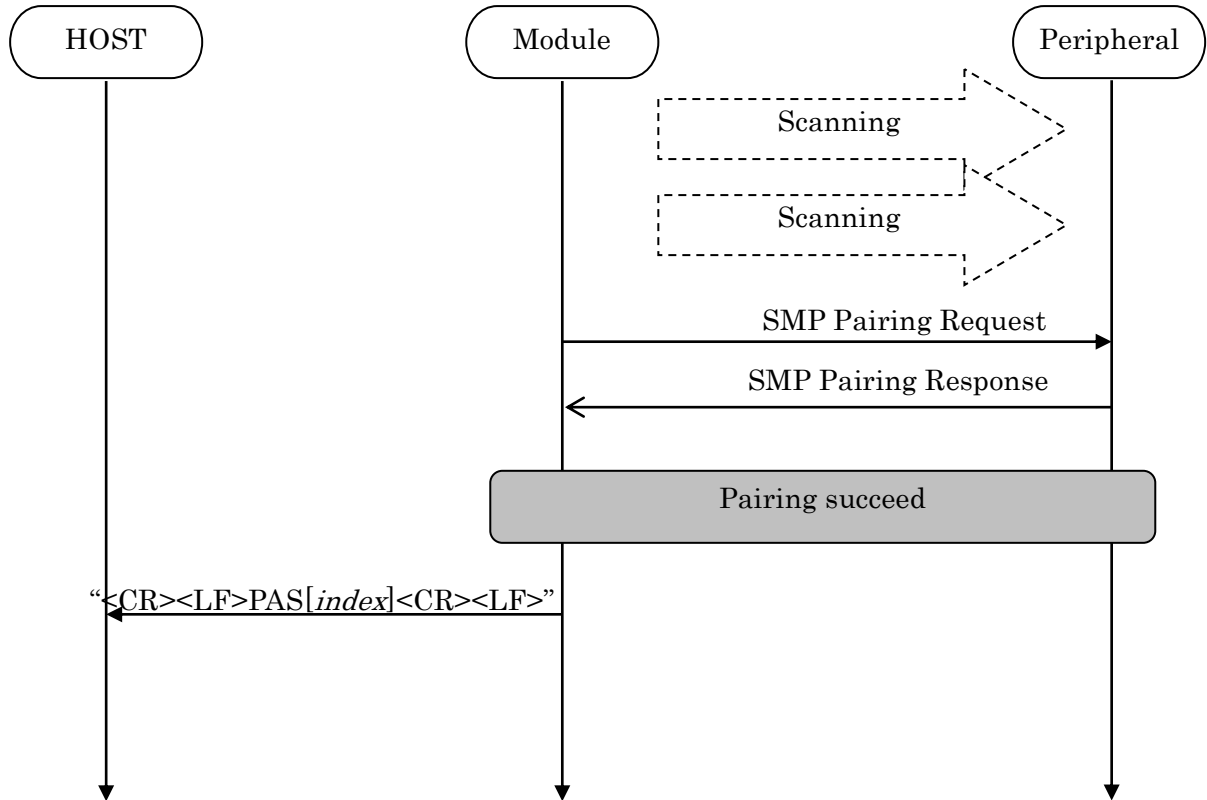 HOST
Module
Peripheral
Scanning
Scanning
SMP Pairing Request
SMP Pairing Response
Pairing succeed
“<CR><LF>PAS[index]<CR><LF>”